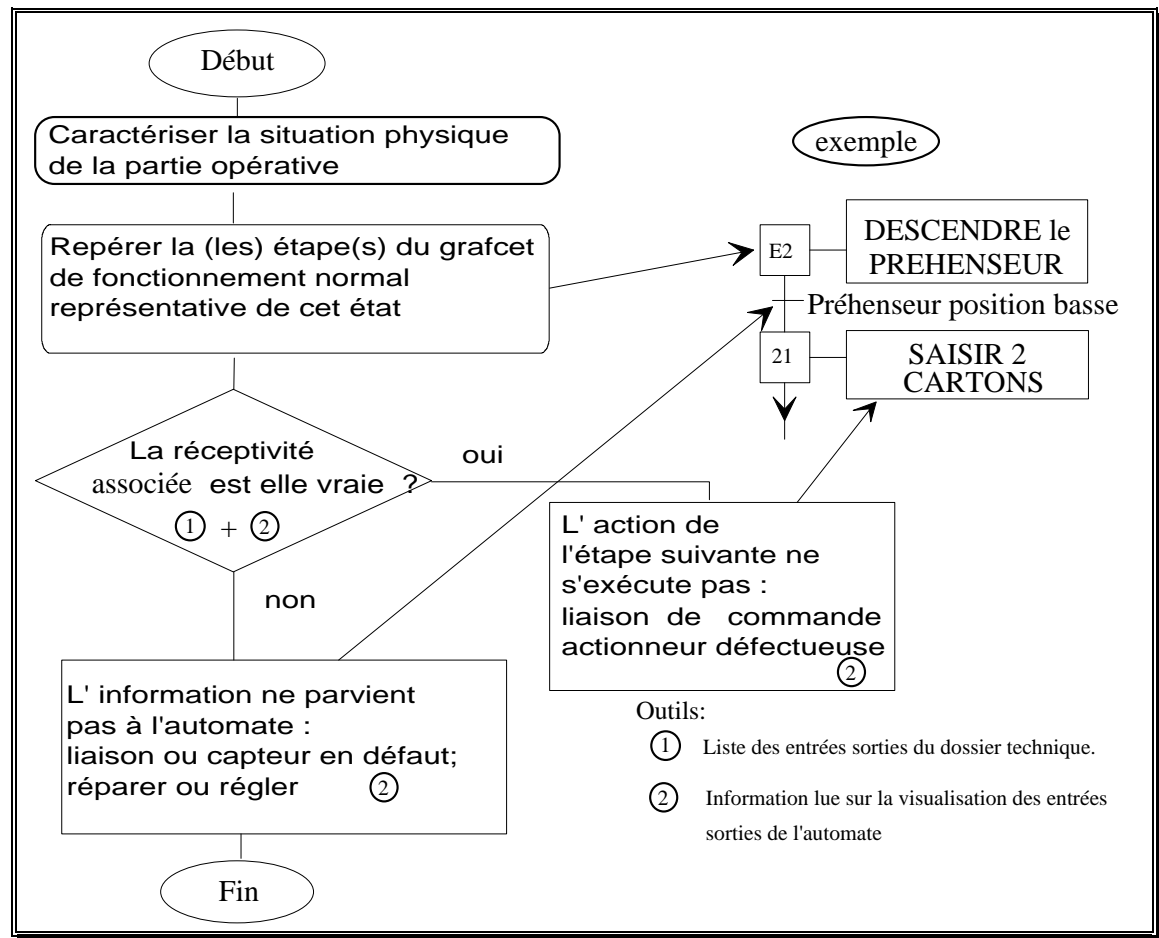 Début
Caractériser la situation physique
de la partie opérative
Repérer la (les) étape(s) du grafcet
de fonctionnement normal
représentative de cet état
La réceptivité
associée est elle vraie ?
1 + 2
oui
non
L' information ne parvient
pas à l'automate :
liaison ou capteur en défaut;
réparer ou régler 2
Fin
exemple
E2
DESCENDRE le
PREHENSEUR
Préhenseur position basse
21
SAISIR 2
CARTONS
L' action de
l'étape suivante ne
s'exécute pas :
liaison de commande
actionneur défectueuse
2
Outils:
1 Liste des entrées sorties du dossier technique.
2 Information lue sur la visualisation des entrées
sorties de l'automate